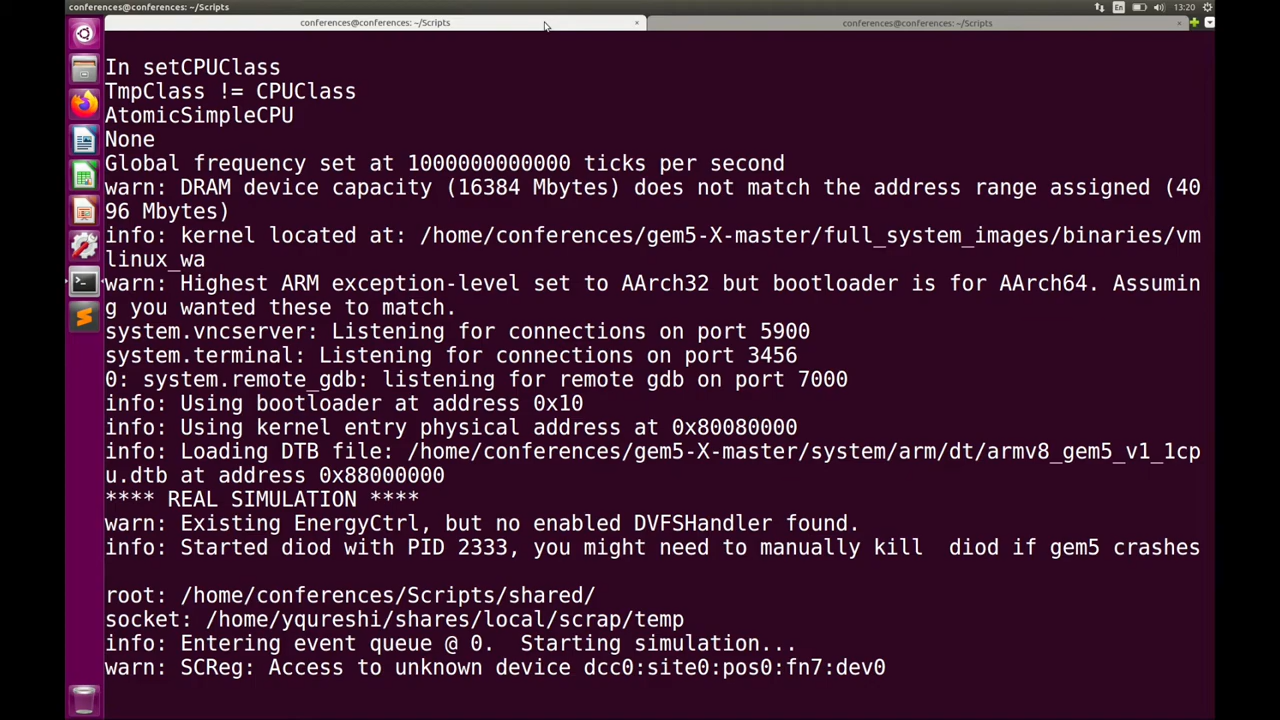 conferences@conferences: ~/Scripts
En
13:20
conferences@conferences: ~/Scripts
conferences@conferences: ~/Scripts
In setCPUClass
TmpClass != CPUClass
AtomicSimpleCPU
None
Global frequency set at 1000000000000 ticks per second
warn: DRAM device capacity (16384 Mbytes) does not match the address range assigned (40
96 Mbytes)
info: kernel located at: /home/conferences/gem5-X-master/full_system_images/binaries/vm
linux_wa
warn: Highest ARM exception-level set to AArch32 but bootloader is for AArch64. Assumin
g you wanted these to match.
system.vncserver: Listening for connections on port 5900
system.terminal: Listening for connections on port 3456
0: system.remote_gdb: listening for remote gdb on port 7000
info: Using bootloader at address 0x10
info: Using kernel entry physical address at 0x80080000
info: Loading DTB file: /home/conferences/gem5-X-master/system/arm/dt/armv8_gem5_v1_1cp
u.dtb at address 0x88000000
**** REAL SIMULATION ****
warn: Existing EnergyCtrl, but no enabled DVFSHandler found.
info: Started diod with PID 2333, you might need to manually kill  diod if gem5 crashes
root: /home/conferences/Scripts/shared/
socket: /home/yqureshi/shares/local/scrap/temp
info: Entering event queue @ 0.  Starting simulation...
warn: SCReg: Access to unknown device dcc0:site0:pos0:fn7:dev0